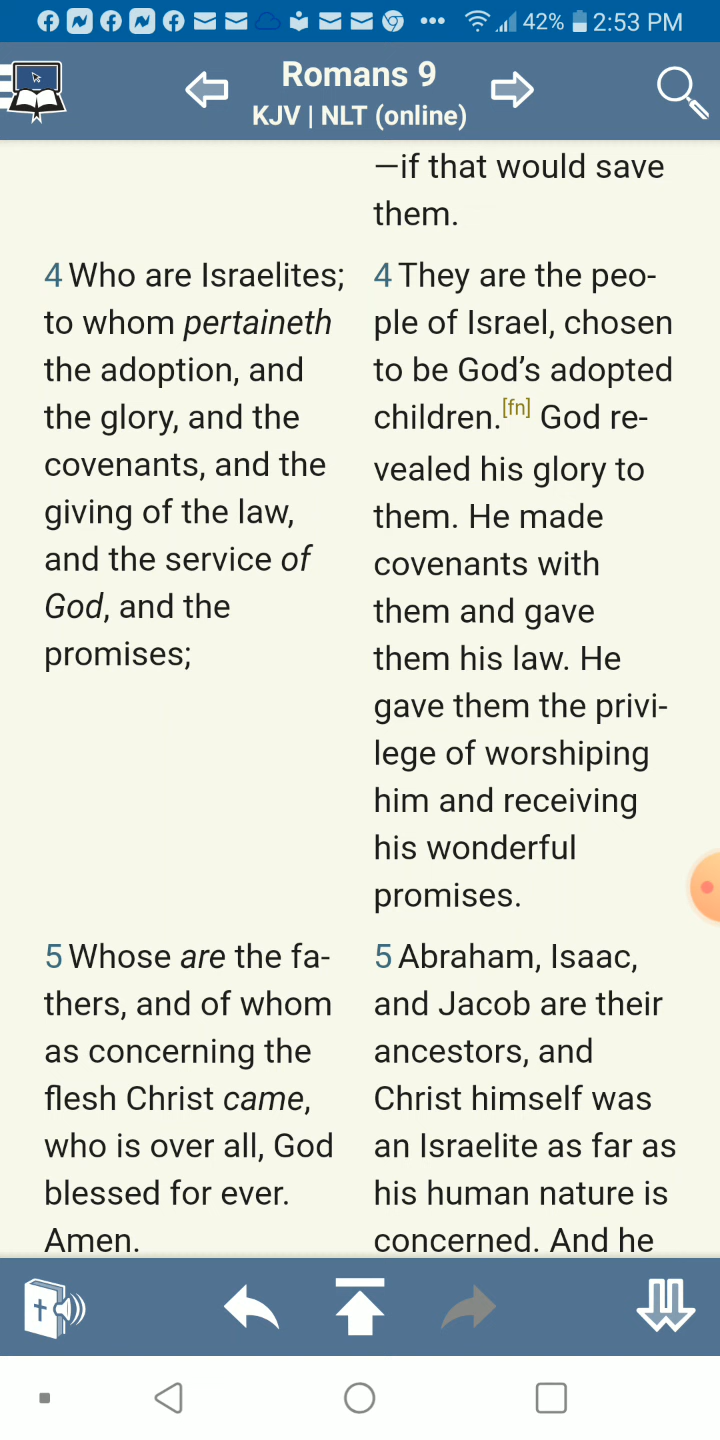 42% 2:53 PM
Romans 9
KJV | NLT (online)
—if that would save
them.
4 Who are Israelites;
to whom pertaineth
the adoption, and
the glory, and the
covenants, and the
giving of the law,
and the service of
God, and the
promises;
4 They are the peo-
ple of Israel, chosen
to be God's adopted
children.[fn] God re-
vealed his glory to
them. He made
covenants with
them and gave
them his law. He
gave them the privi-
lege of worshiping
him and receiving
his wonderful
promises.
5 Whose are the fa-
thers, and of whom
as concerning the
flesh Christ came,
who is over all, God
blessed for ever.
Amen.
5 Abraham, Isaac,
and Jacob are their
ancestors, and
Christ himself was
an Israelite as far as
his human nature is
concerned. And he